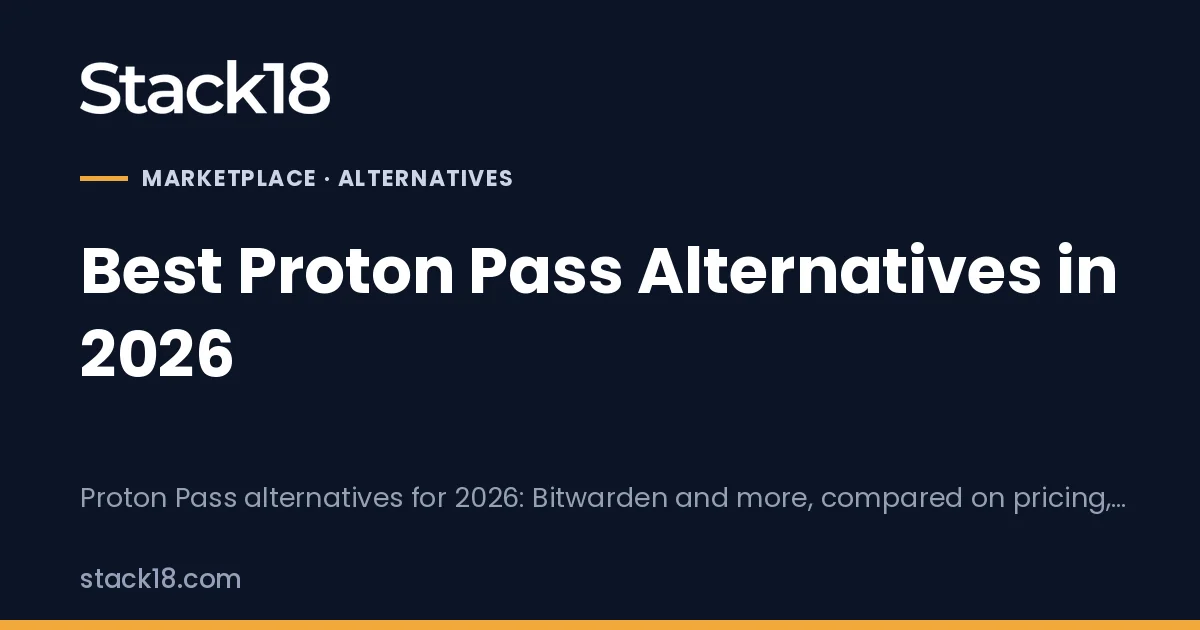 Stack18
MARKETPLACE · ALTERNATIVES
Best Proton Pass Alternatives in
2026
Proton Pass alternatives for 2026: Bitwarden and more, compared on pricing,...
stack18.com